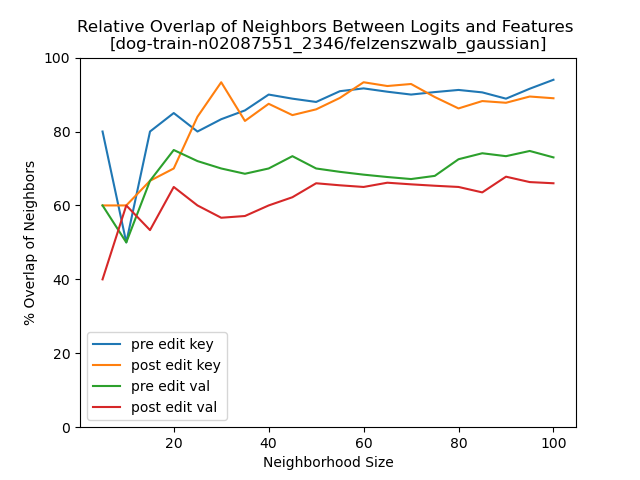 Relative Overlap of Neighbors Between Logits and Features
[dog-train-n02087551_2346/felzenszwalb_gaussian]
100
80
60
40
20
0
% Overlap of Neighbors
pre edit key
post edit key
pre edit val
post edit val
20 40 60 80 100
Neighborhood Size